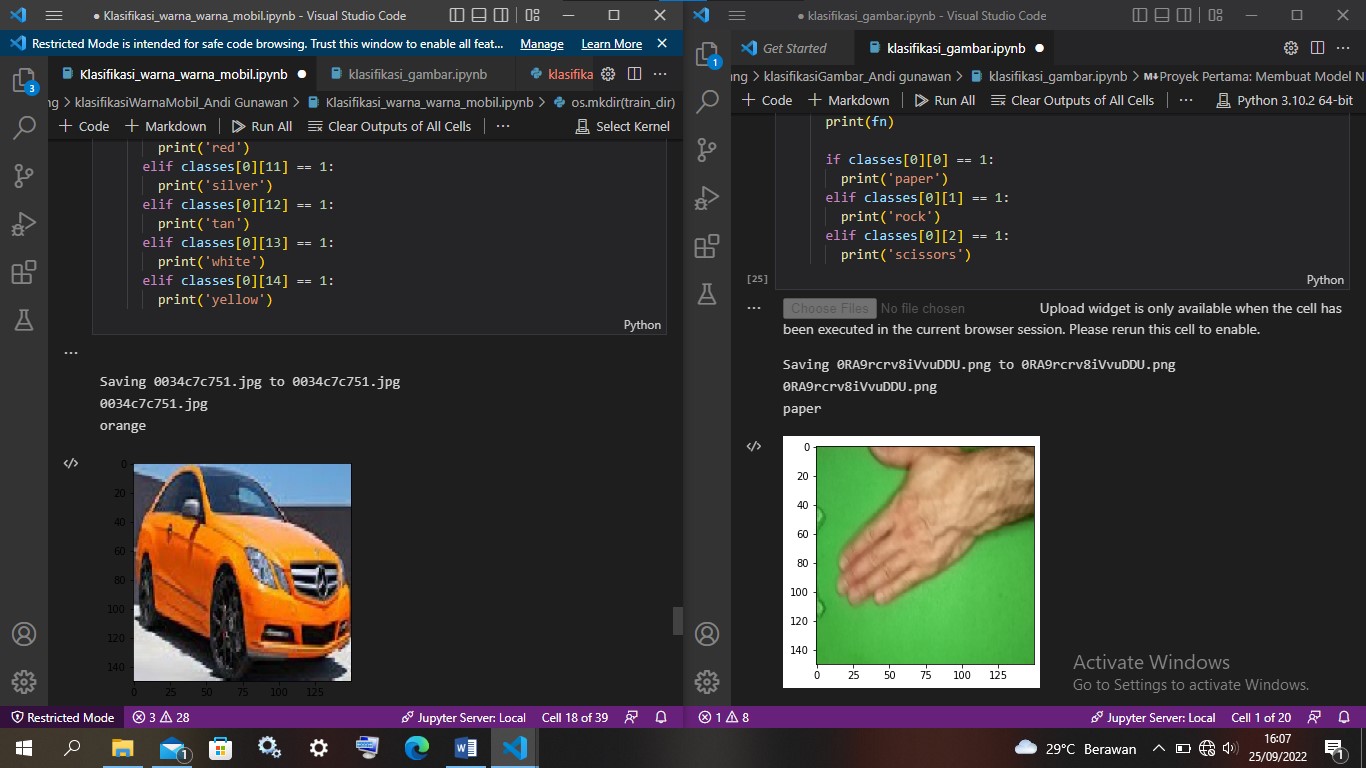 Klasifikasi_warna_warna_mobil.ipynb - Visual Studio Code
Restricted Mode is intended for safe code browsing. Trust this window to enable all feat... Manage Learn More
Klasifikasi_warna_warna_mobil.ipynb klasifikasi_gambar.ipynb klasifika
ng > klasifikasiWarnaMobil_Andi Gunawan > Klasifikasi_warna_warna_mobil.ipynb > os.mkdir(train_dir)
+ Code + Markdown Run All Clear Outputs of All Cells ... Select Kernel
print('red')
elif classes[0][11] == 1:
print('silver')
elif classes[0][12] == 1:
print('tan')
elif classes[0][13] == 1:
print('white')
elif classes[0][14] == 1:
print('yellow')
Python
...
Saving 0034c7c751.jpg to 0034c7c751.jpg
0034c7c751.jpg
orange
0
20
40
60
80
100
120
140
0 25 50 75 100 125
3
Restricted Mode 3 28 Jupyter Server: Local Cell 18 of 39
klasifikasi_gambar.ipynb - Visual Studio Code
Get Started klasifikasi_gambar.ipynb
ng > klasifikasiGambar_Andi gunawan > klasifikasi_gambar.ipynb > M↓Proyek Pertama: Membuat Model N
+ Code + Markdown Run All Clear Outputs of All Cells ... Python 3.10.2 64-bit
print(fn)
if classes[0][0] == 1:
print('paper')
elif classes[0][1] == 1:
print('rock')
elif classes[0][2] == 1:
print('scissors')
[25]
Python
...
Choose Files No file chosen Upload widget is only available when the cell has
been executed in the current browser session. Please rerun this cell to enable.
Saving 0RA9rcrv8iVvuDDU.png to 0RA9rcrv8iVvuDDU.png
0RA9rcrv8iVvuDDU.png
paper
0
20
40
60
80
100
120
140
0 25 50 75 100 125
1
Activate Windows
Go to Settings to activate Windows.
1 8 Jupyter Server: Local Cell 1 of 20
1
29°C Berawan
16:07
25/09/2022
1